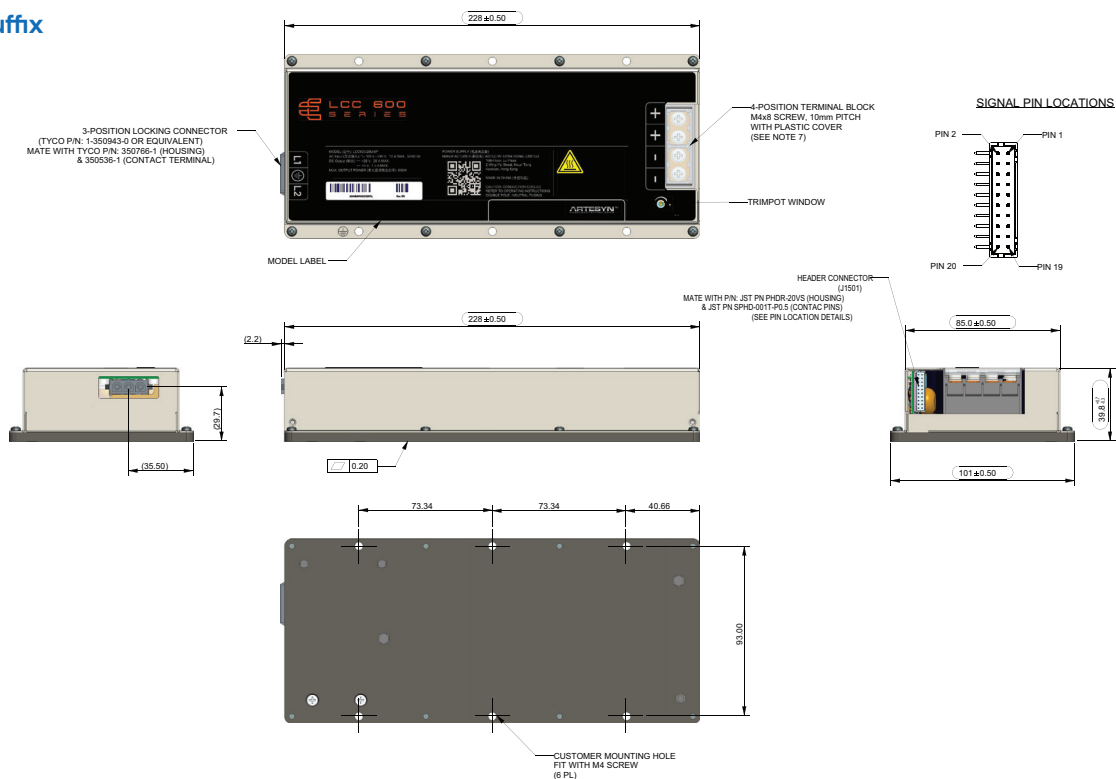 uffix
228 ±0.50
LCC 600
SERIES
3-POSITION LOCKING CONNECTOR
(TYCO P/N: 1-350943-0 OR EQUIVALENT)
MATE WITH TYCO P/N: 350766-1 (HOUSING)
& 350536-1 (CONTACT TERMINAL)
L1
L2
+
+
-
-
ARTESYN™
4-POSITION TERMINAL BLOCK
M4x8 SCREW, 10mm PITCH
WITH PLASTIC COVER
(SEE NOTE 7)
TRIMPOT WINDOW
MODEL LABEL
SIGNAL PIN LOCATIONS
PIN 2
PIN 1
PIN 20
PIN 19
HEADER CONNECTOR
(J1501)
MATE WITH P/N: JST PN PHDR-20VS (HOUSING)
& JST PN SPHD-001T-P0.5 (CONTAC PINS)
(SEE PIN LOCATION DETAILS)
228 ±0.50
(2.2)
85.0 ±0.50
(29.7)
(35.50)
0.20
39.8
101 ±0.50
73.34
73.34
40.66
93.00
CUSTOMER MOUNTING HOLE
FIT WITH M4 SCREW
(6 PL)